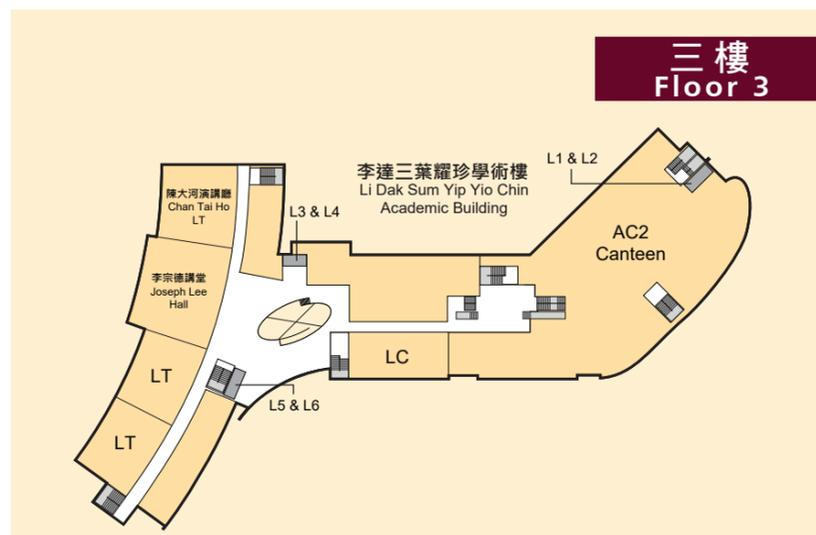 三樓
Floor 3
李達三葉耀珍學術樓
Li Dak Sum Yip Yio Chin
Academic Building
L1 & L2
陳大河演講廳
Chan Tai Ho
LT
L3 & L4
AC2
Canteen
李宗德講堂
Joseph Lee
Hall
LT
LC
L5 & L6
LT